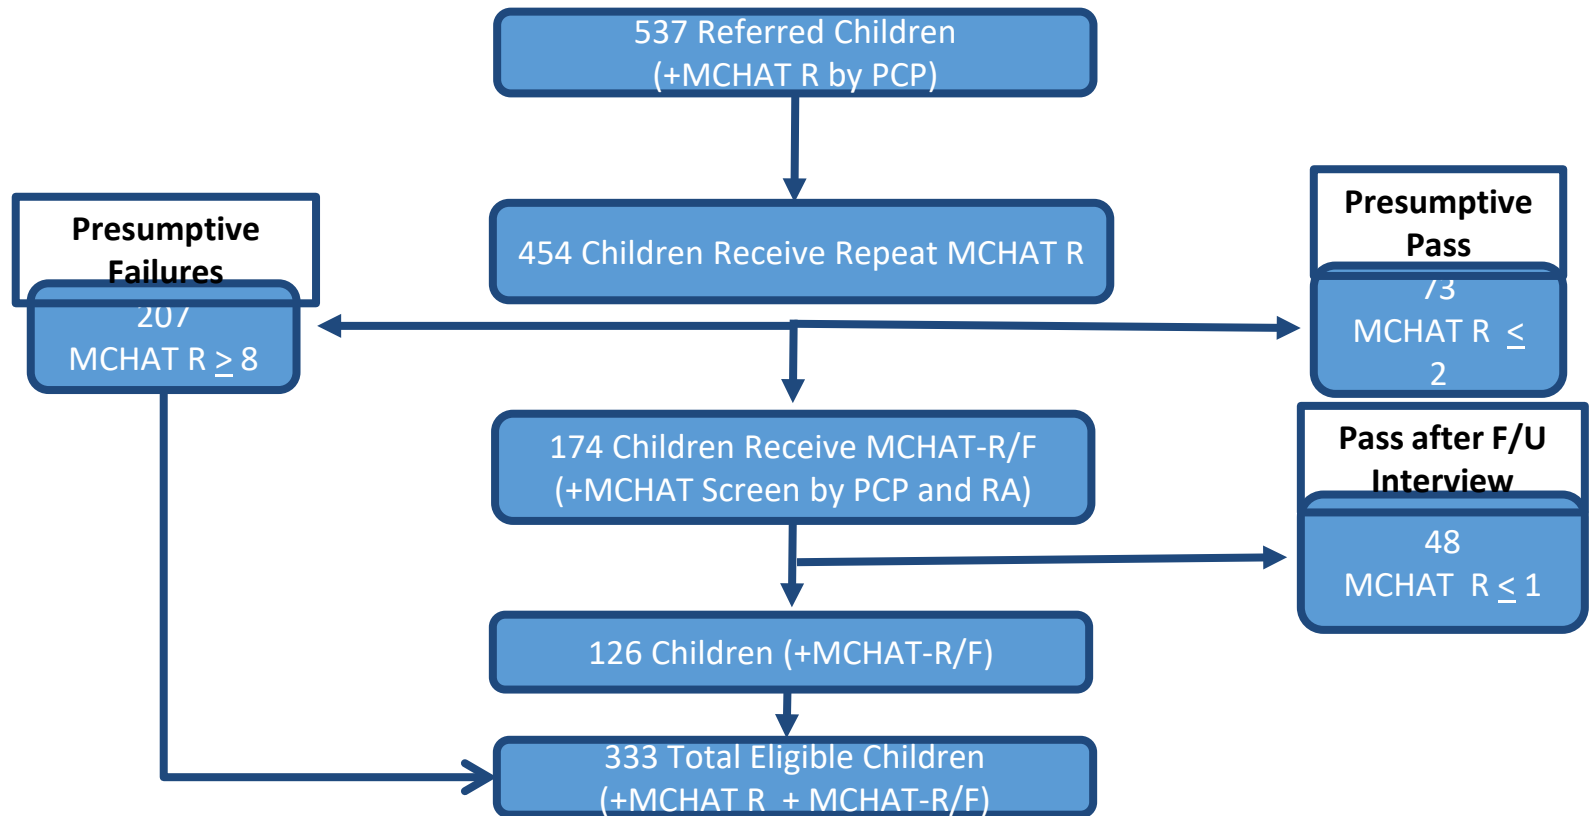 537 Referred Children
(+MCHAT R by PCP)
454 Children Receive Repeat MCHAT R
Presumptive
Failures
207
MCHAT R ≥ 8
Presumptive
Pass
73
MCHAT R ≤
2
174 Children Receive MCHAT-R/F
(+MCHAT Screen by PCP and RA)
Pass after F/U
Interview
48
MCHAT R ≤ 1
126 Children (+MCHAT-R/F)
333 Total Eligible Children
(+MCHAT R + MCHAT-R/F)